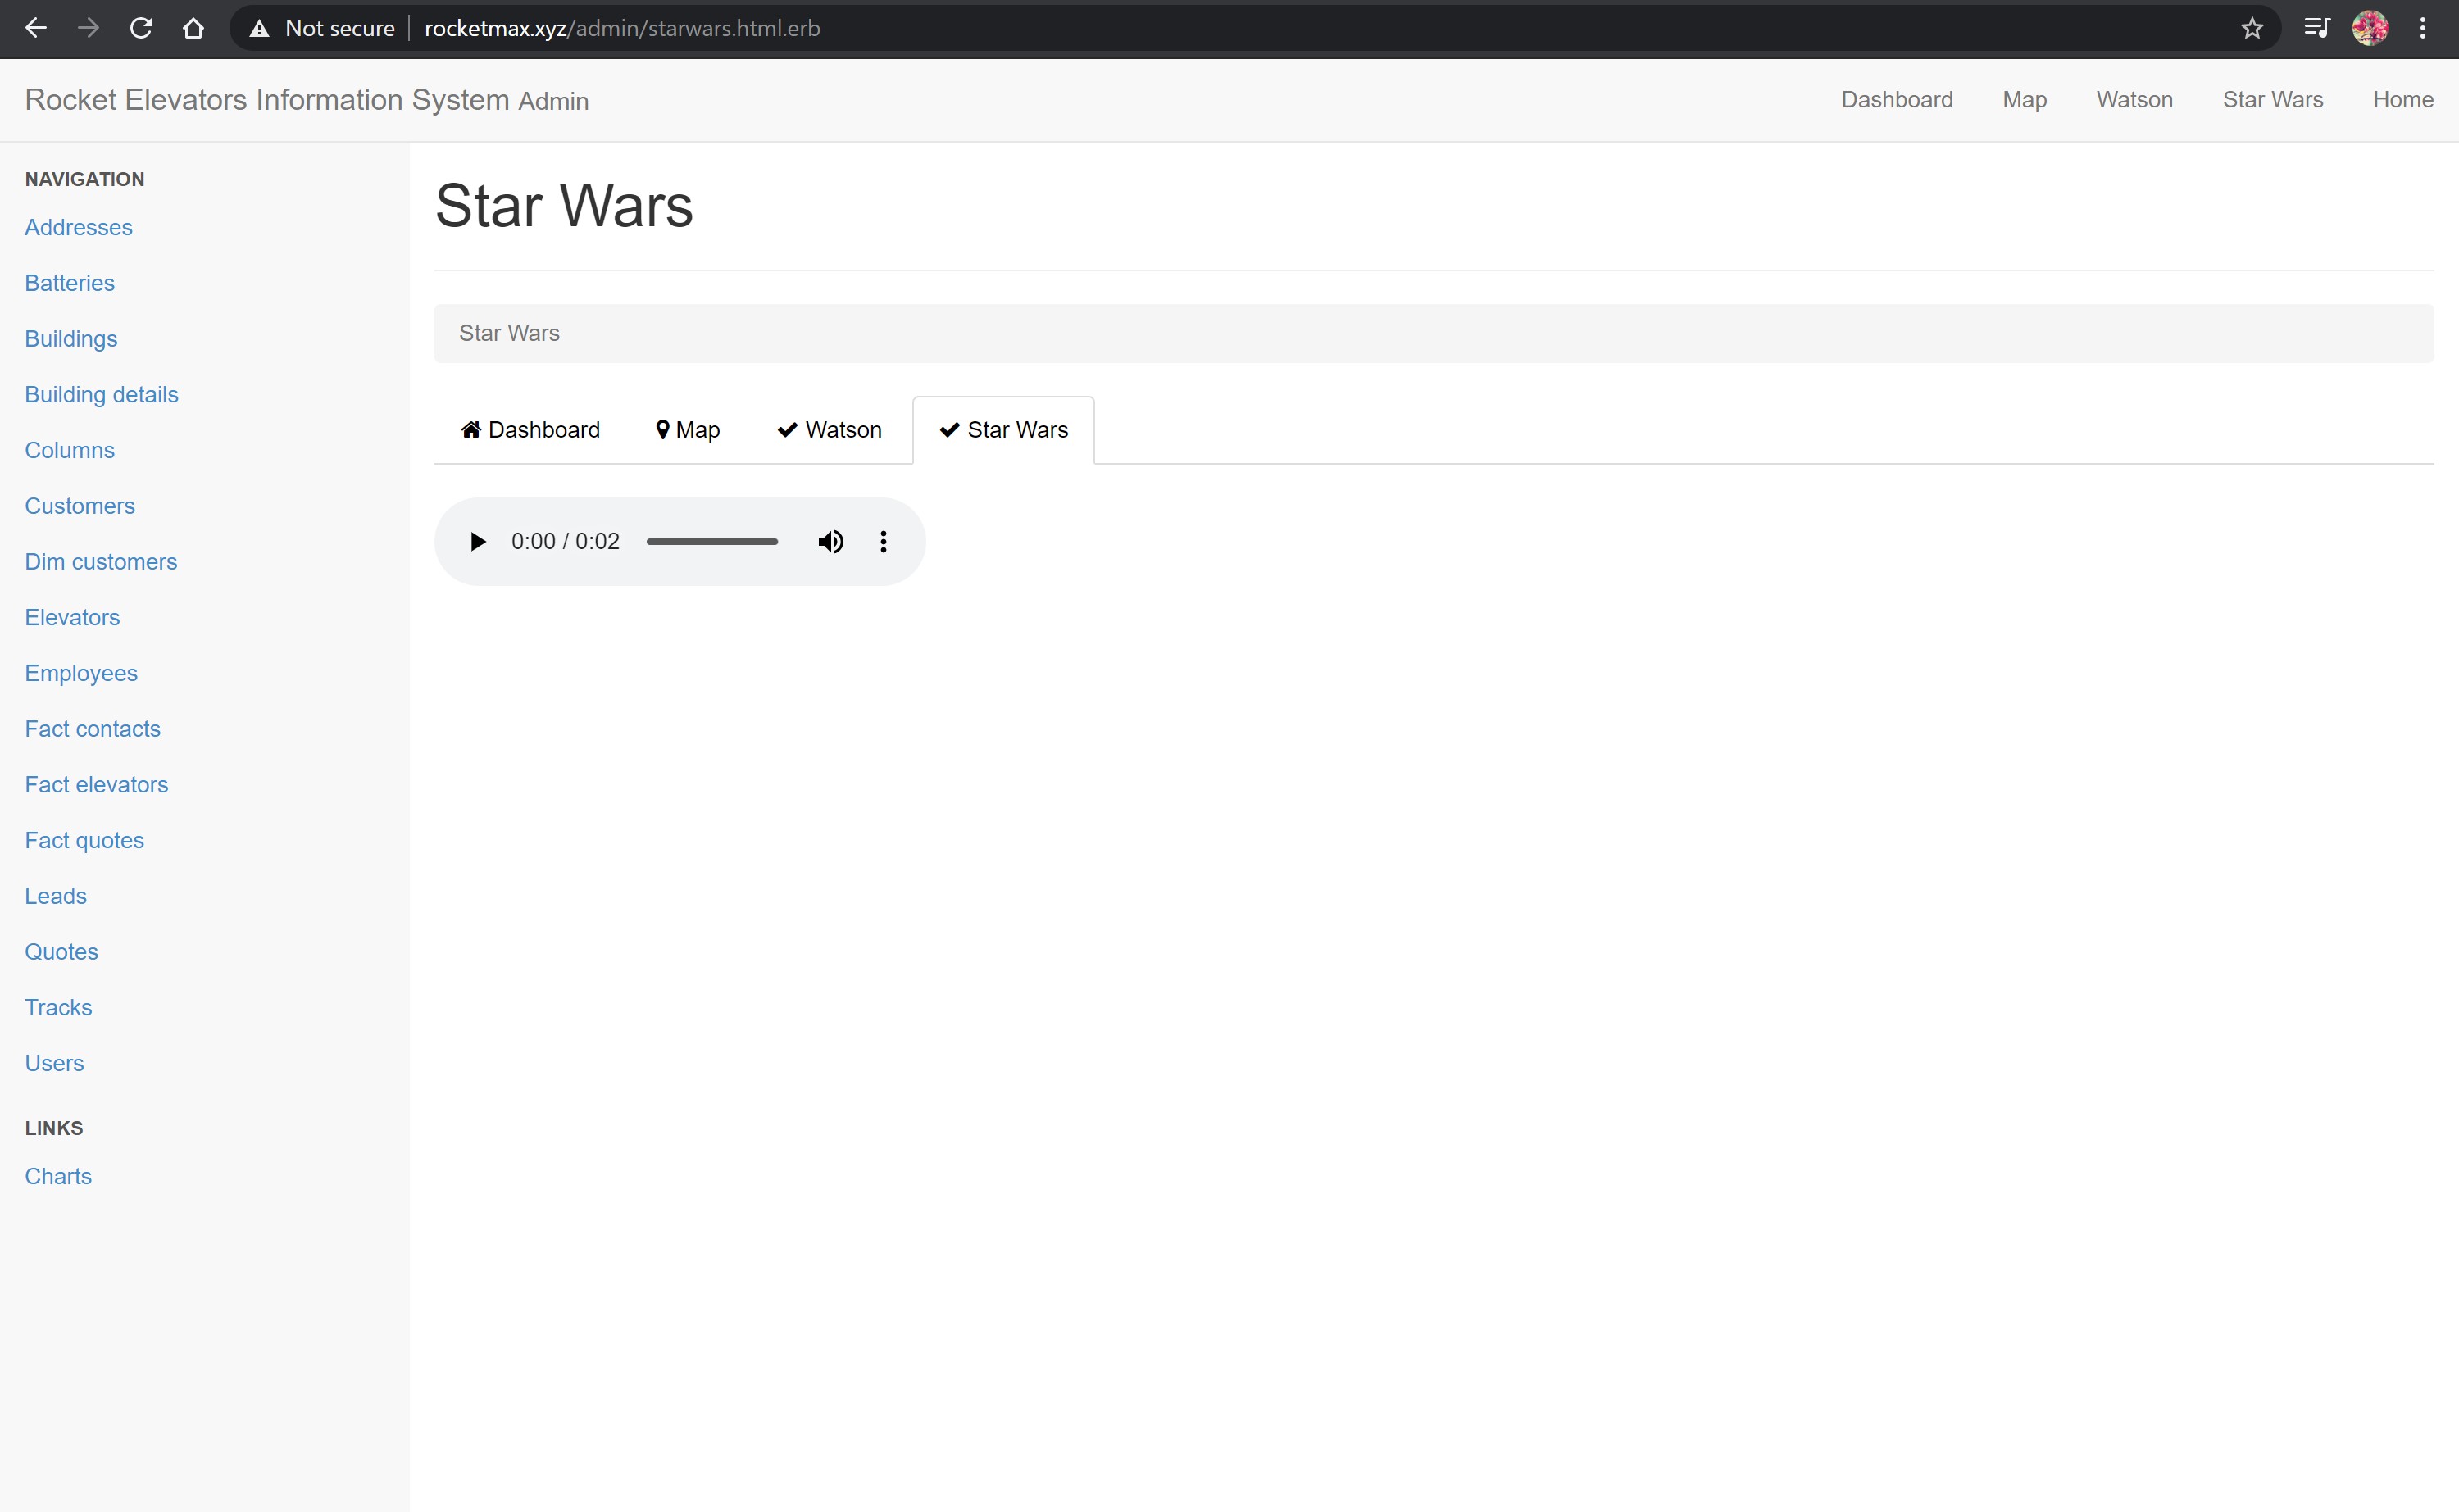 Not secure rocketmax.xyz/admin/starwars.html.erb
Rocket Elevators Information System Admin
Dashboard Map Watson Star Wars Home
NAVIGATION
Addresses
Batteries
Buildings
Building details
Columns
Customers
Dim customers
Elevators
Employees
Fact contacts
Fact elevators
Fact quotes
Leads
Quotes
Tracks
Users
LINKS
Charts
Star Wars
Star Wars
Dashboard Map Watson Star Wars
0:00 / 0:02